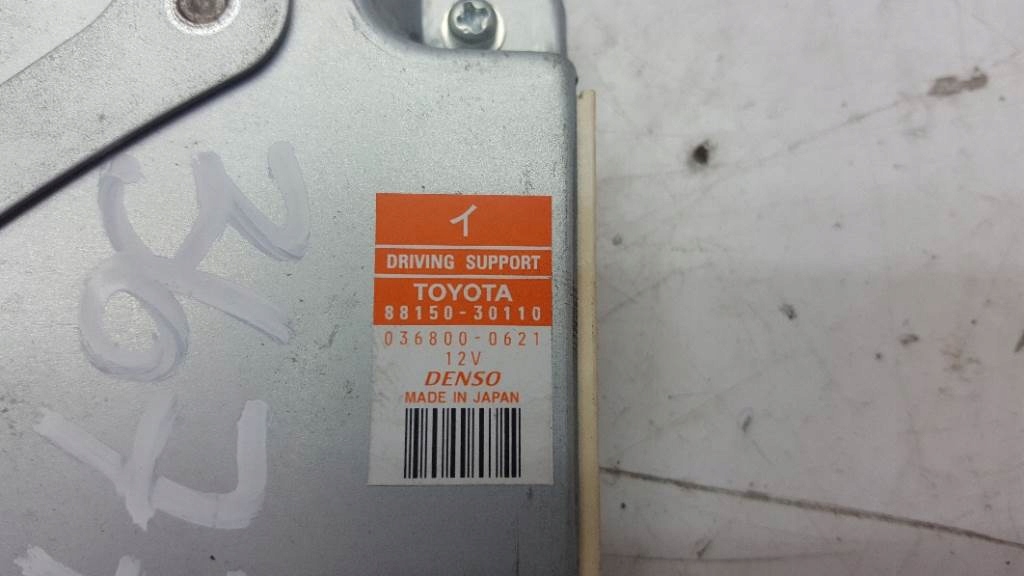 イ
DRIVING SUPPORT
TOYOTA
88150-30110
036800-0621
12V
DENSO
MADE IN JAPAN